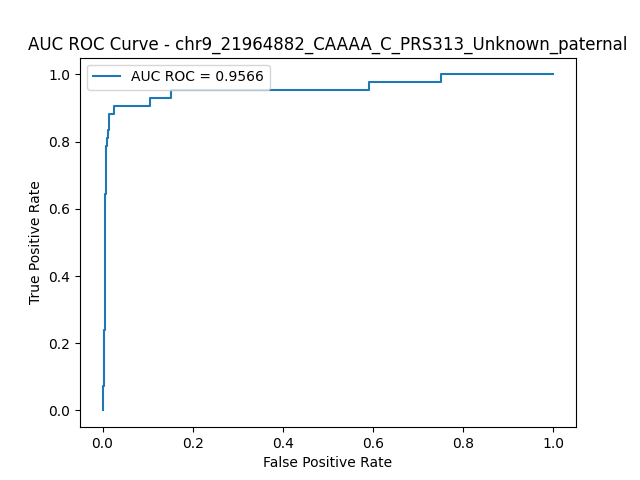 AUC ROC Curve - chr9_21964882_CAAAA_C_PRS313_Unknown_paternal
AUC ROC = 0.9566
1.0
0.8
0.6
0.4
0.2
0.0
True Positive Rate
0.0 0.2 0.4 0.6 0.8 1.0
False Positive Rate